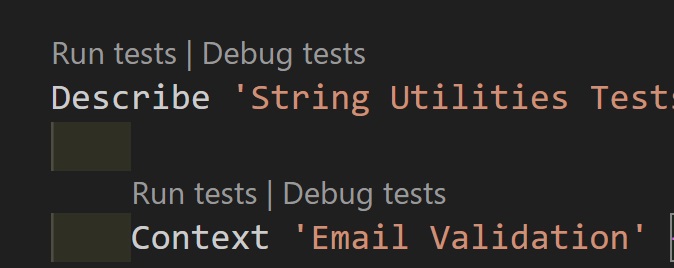 Run tests | Debug tests
Describe 'String Utilities Tests
Run tests | Debug tests
Context 'Email Validation'